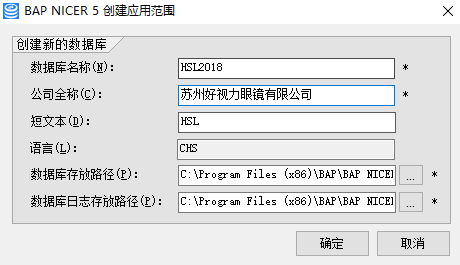 BAP NICER 5 创建应用范围
创建新的数据库
数据库名称(N): HSL2018 *
公司全称(C): 苏州好视力眼镜有限公司 *
短文本(D): HSL
语言(L): CHS
数据库存放路径(P): C:\Program Files (x86)\BAP\BAP NICE ... *
数据库日志存放路径(P): C:\Program Files (x86)\BAP\BAP NICE ... *
确定 取消